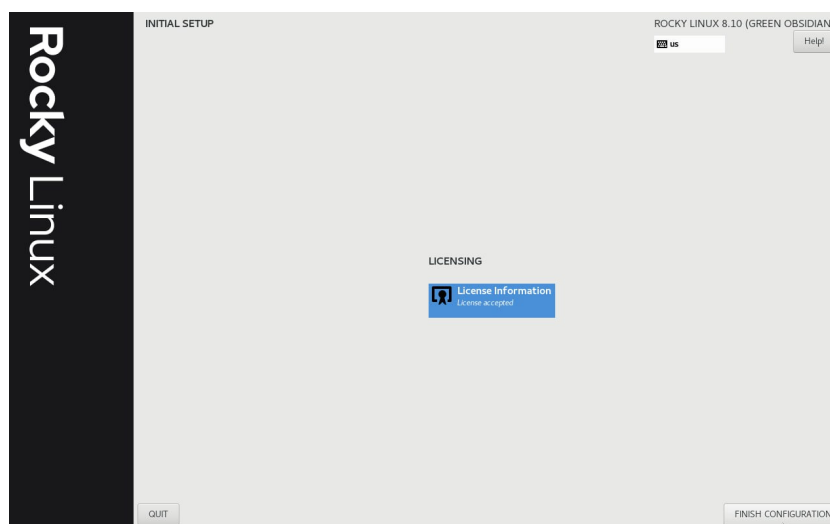 Rocky Linux
INITIAL SETUP
ROCKY LINUX 8.10 (GREEN OBSIDIAN
us
Help!
LICENSING
License Information
License accepted
QUIT
FINISH CONFIGURATION